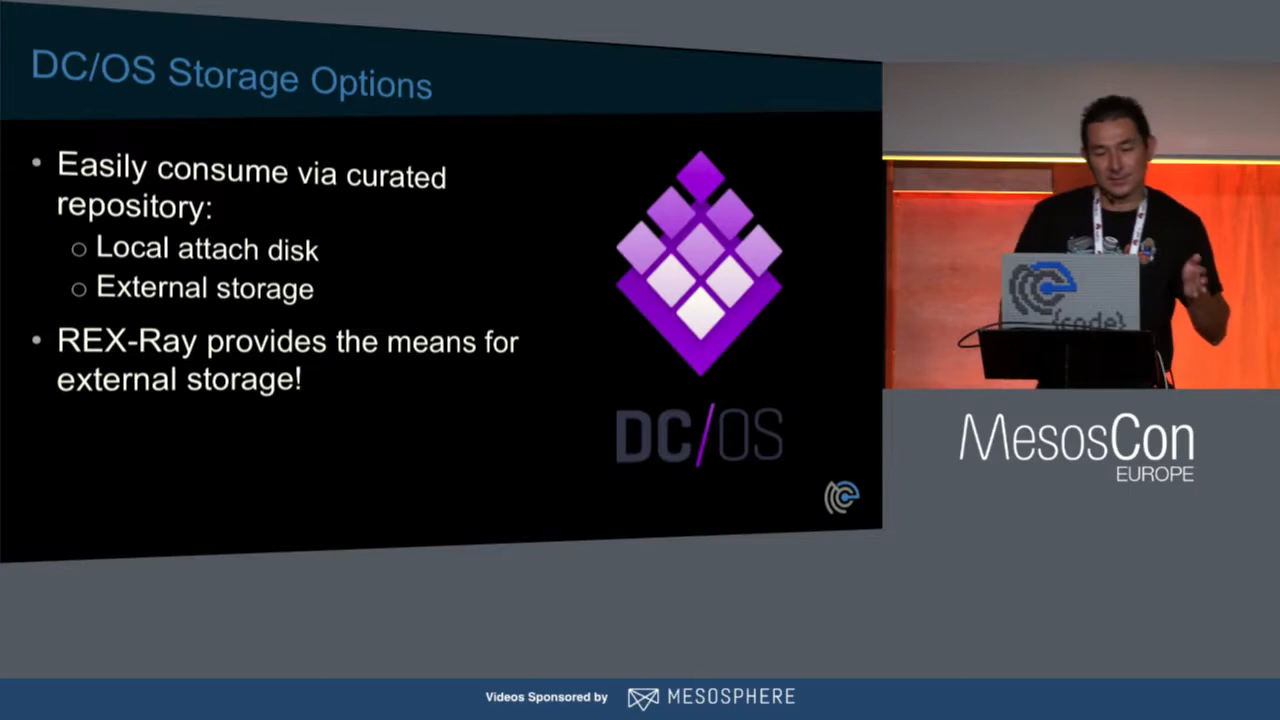 DC/OS Storage Options
• Easily consume via curated
repository:
○ Local attach disk
○ External storage
• REX-Ray provides the means for
external storage!
DC/OS
{code}
MesosCon
EUROPE
Videos Sponsored by MESOSPHERE